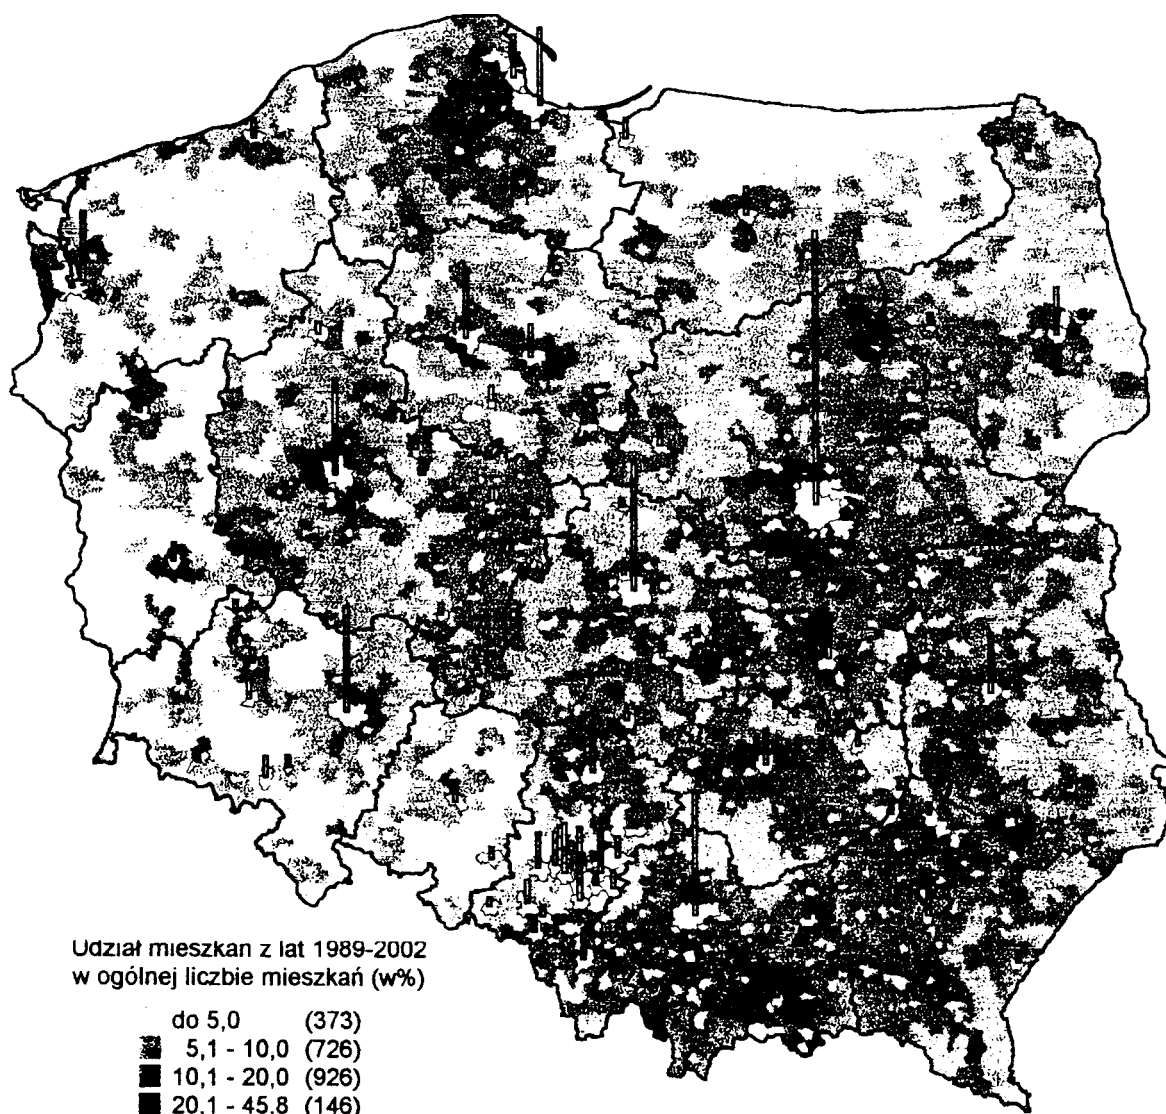 Udział mieszkan z lat 1989-2002
w ogólnej liczbie mieszkań (w%)
do 5,0 (373)
5,1 - 10,0 (726)
10,1 - 20,0 (926)
20,1 - 45,8 (146)